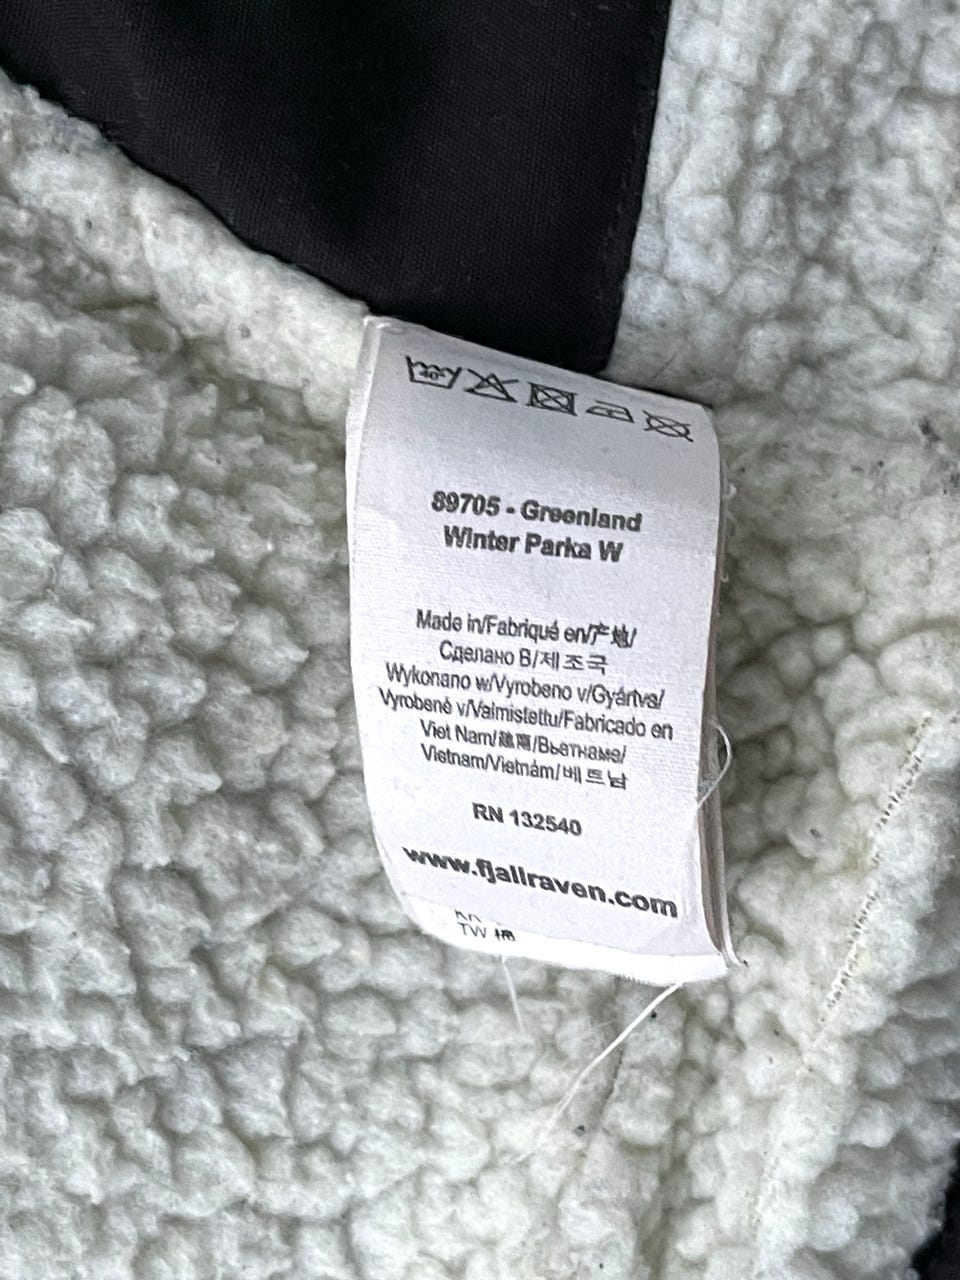 40°
89705 - Greenland
Winter Parka W
Made in/Fabriqué en/产地/
Сделано В/제조국
Wykonano w/Vyrobeno v/Gyártva/
Vyrobené v/Valmistettu/Fabricado en
Viet Nam/越南/Вьетнаме/
Vietnam/Vietnám/베트남
RN 132540
www.fjallraven.com
TW